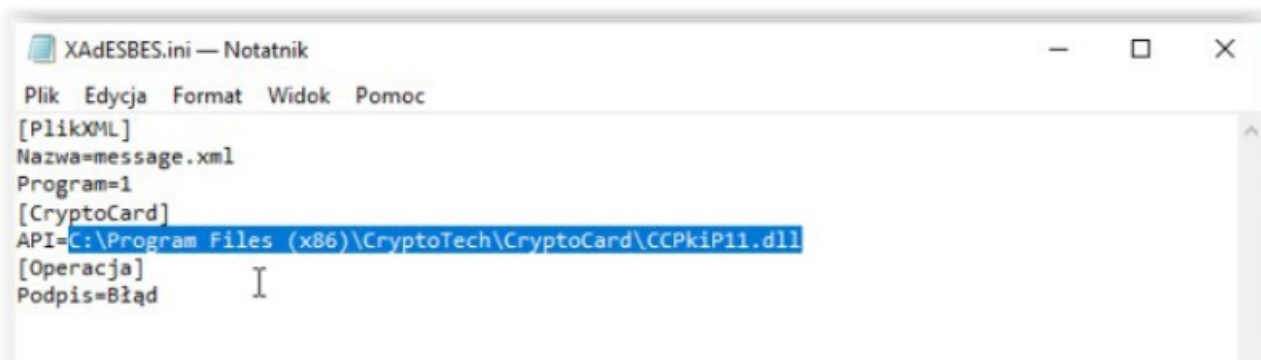 XAdESBES.ini — Notatnik
Plik Edycja Format Widok Pomoc
[PlikXML]
Nazwa=message.xml
Program=1
[CryptoCard]
API=C:\Program Files (x86)\CryptoTech\CryptoCard\CCPkiP11.dll
[Operacja]
Podpis=Błąd